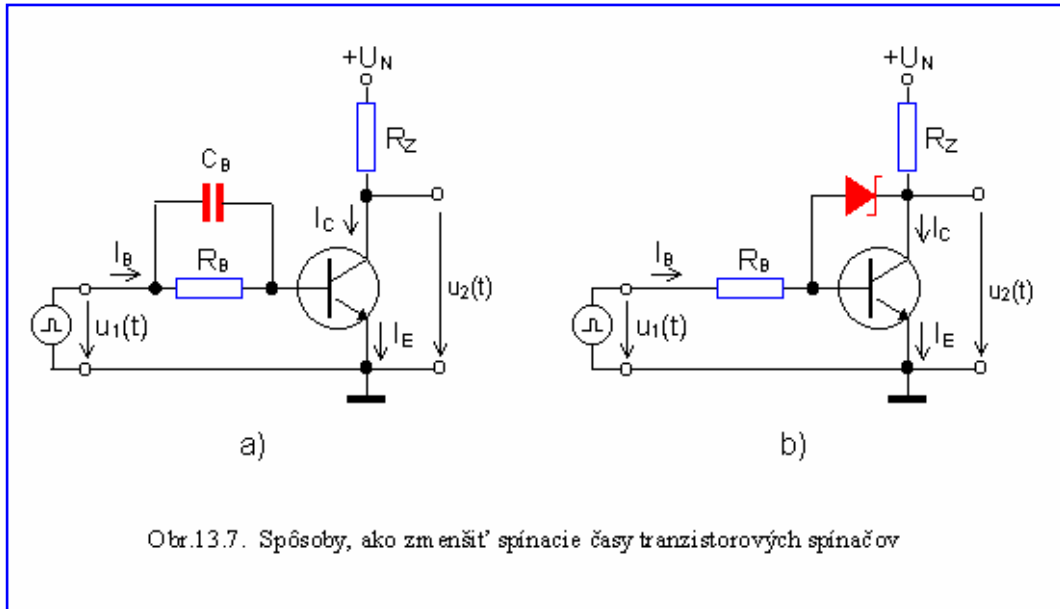 +U_N
R_Z
C_B
I_C
I_B
R_B
u_1(t)
u_2(t)
I_E
a)
+U_N
R_Z
I_C
I_B
R_B
u_1(t)
u_2(t)
I_E
b)
Obr.13.7. Spôsoby, ako zmenšiť spínacie časy tranzistorových spínačov